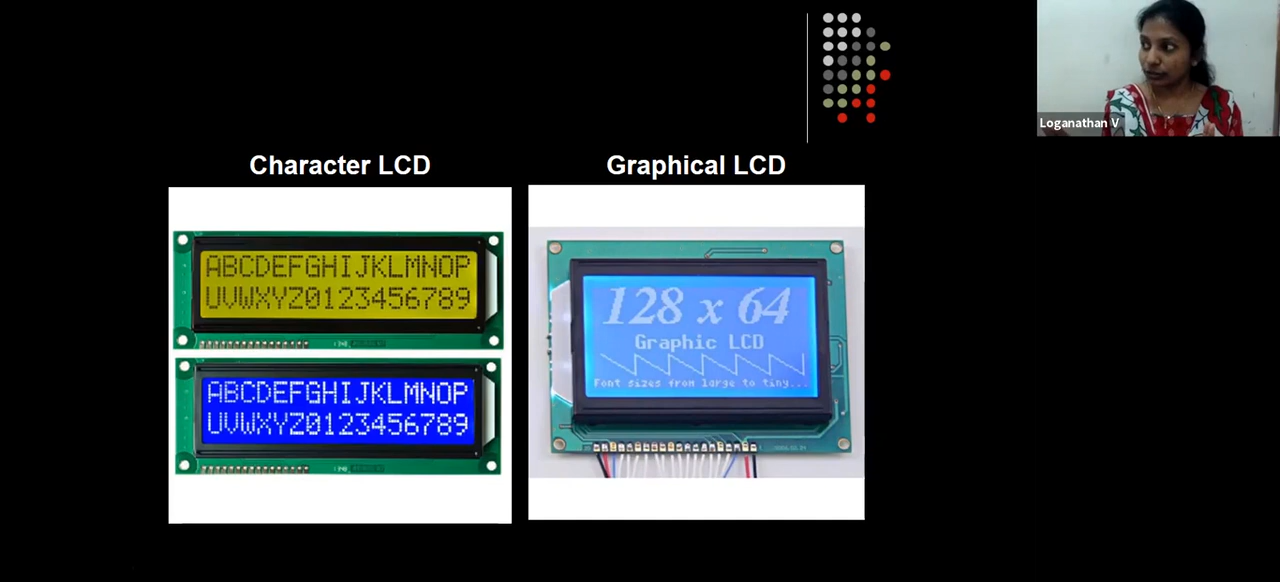 Loganathan V
Character LCD
Graphical LCD
ABCDEFGHIJKLMNOP
UVWXYZ0123456789
ABCDEFGHIJKLMNOP
UVWXYZ0123456789
128 x 64
Graphic LCD
Font sizes from large to tiny...